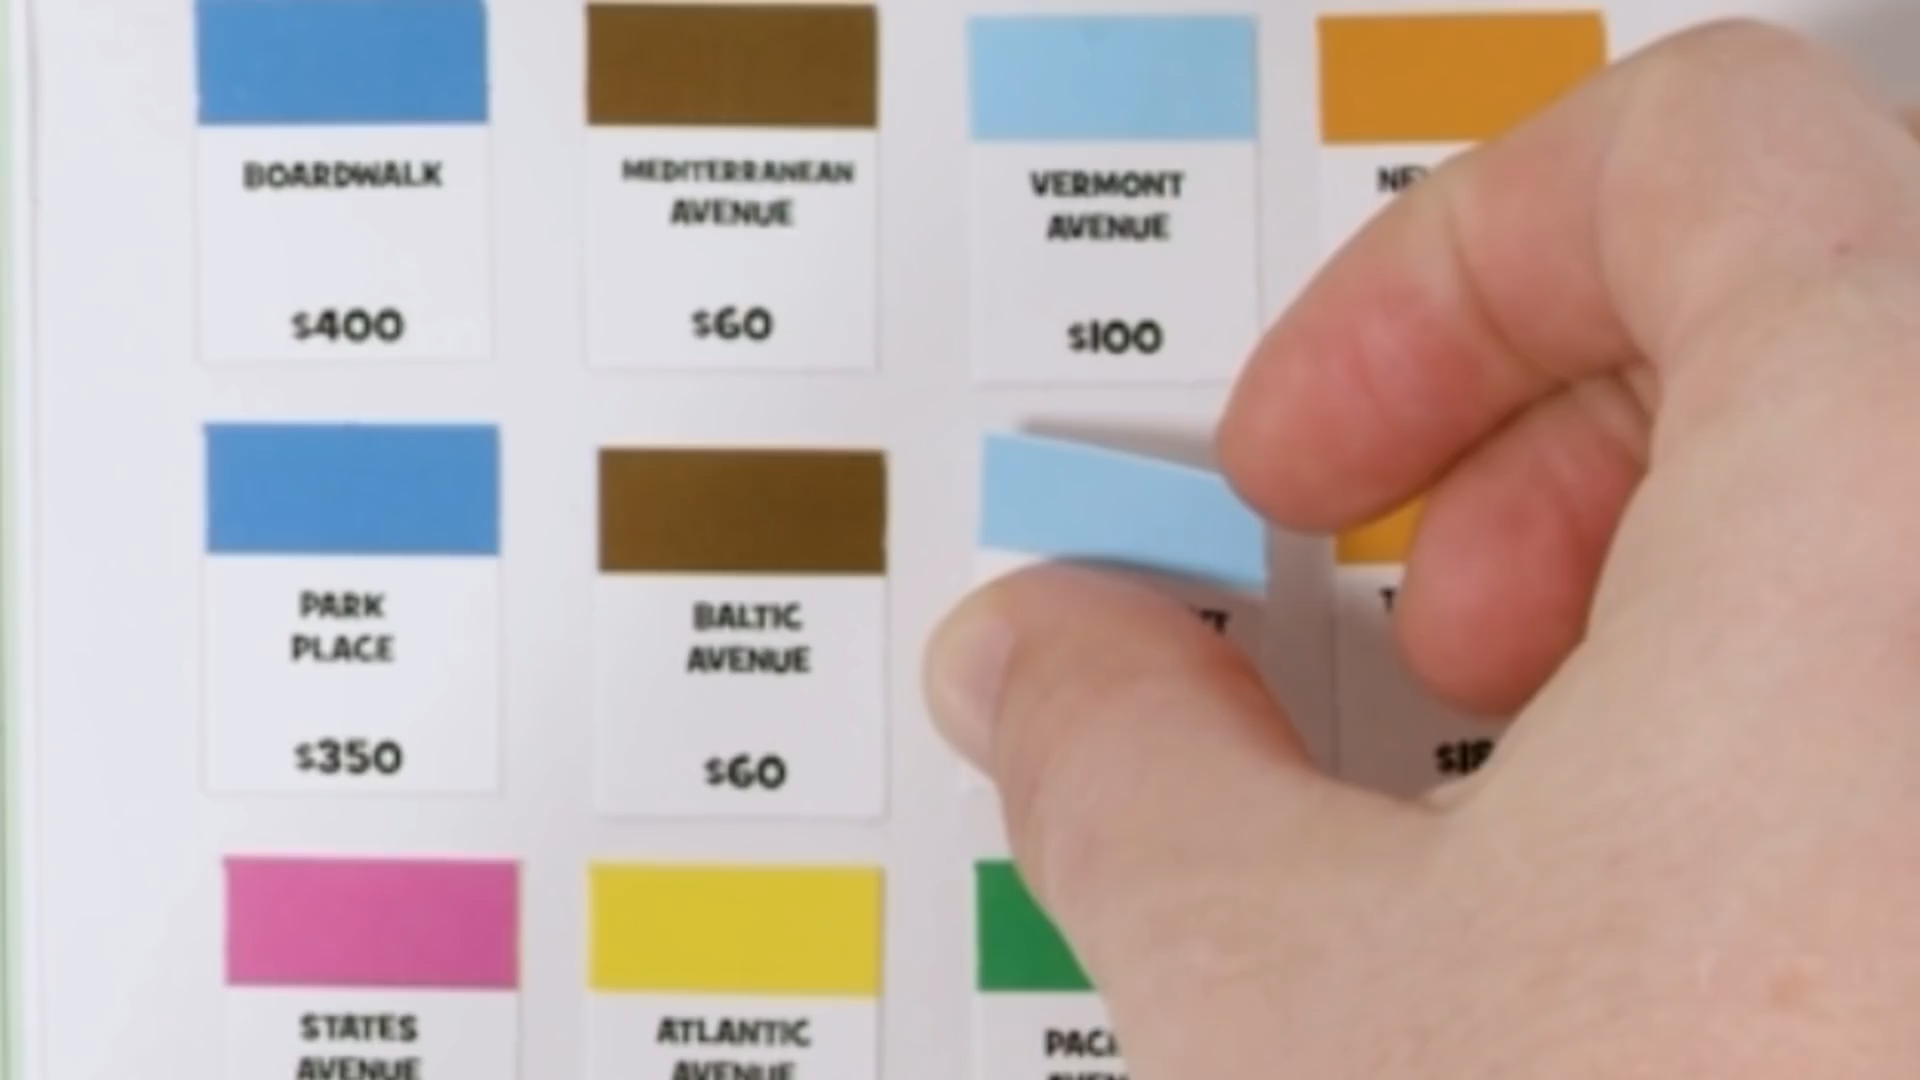 BOARDWALK
$400
MEDITERRANEAN
AVENUE
$60
VERMONT
AVENUE
$100
PARK
PLACE
$350
BALTIC
AVENUE
$60
STATES
AVENUE
ATLANTIC
AVENUE